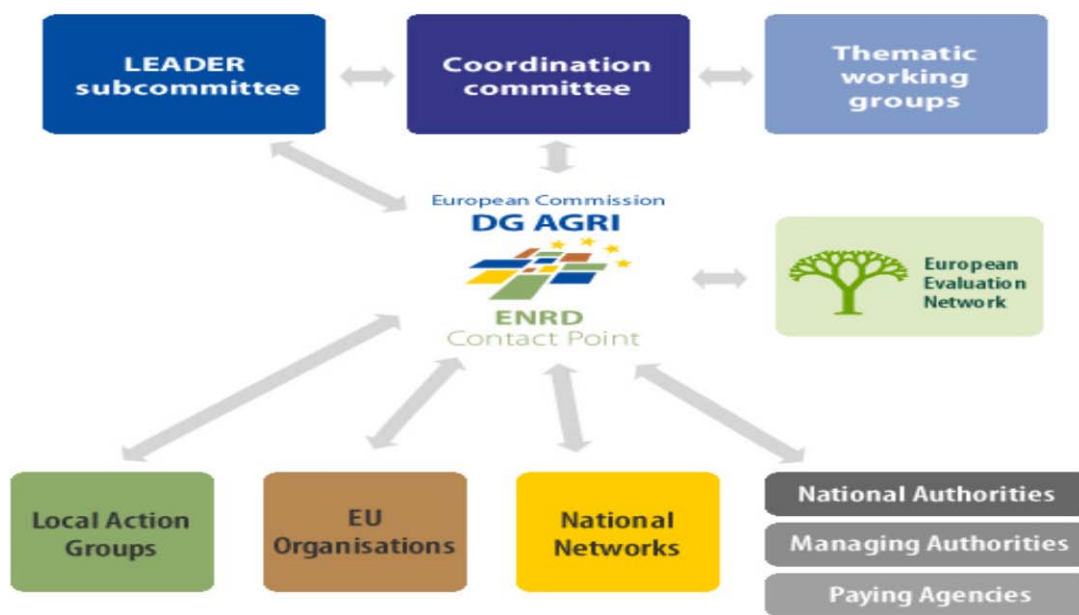 LEADER
subcommittee
Coordination
committee
Thematic
working
groups
European Commission
DG AGRI
ENRD
Contact Point
European
Evaluation
Network
Local Action
Groups
EU
Organisations
National
Networks
National Authorities
Managing Authorities
Paying Agencies